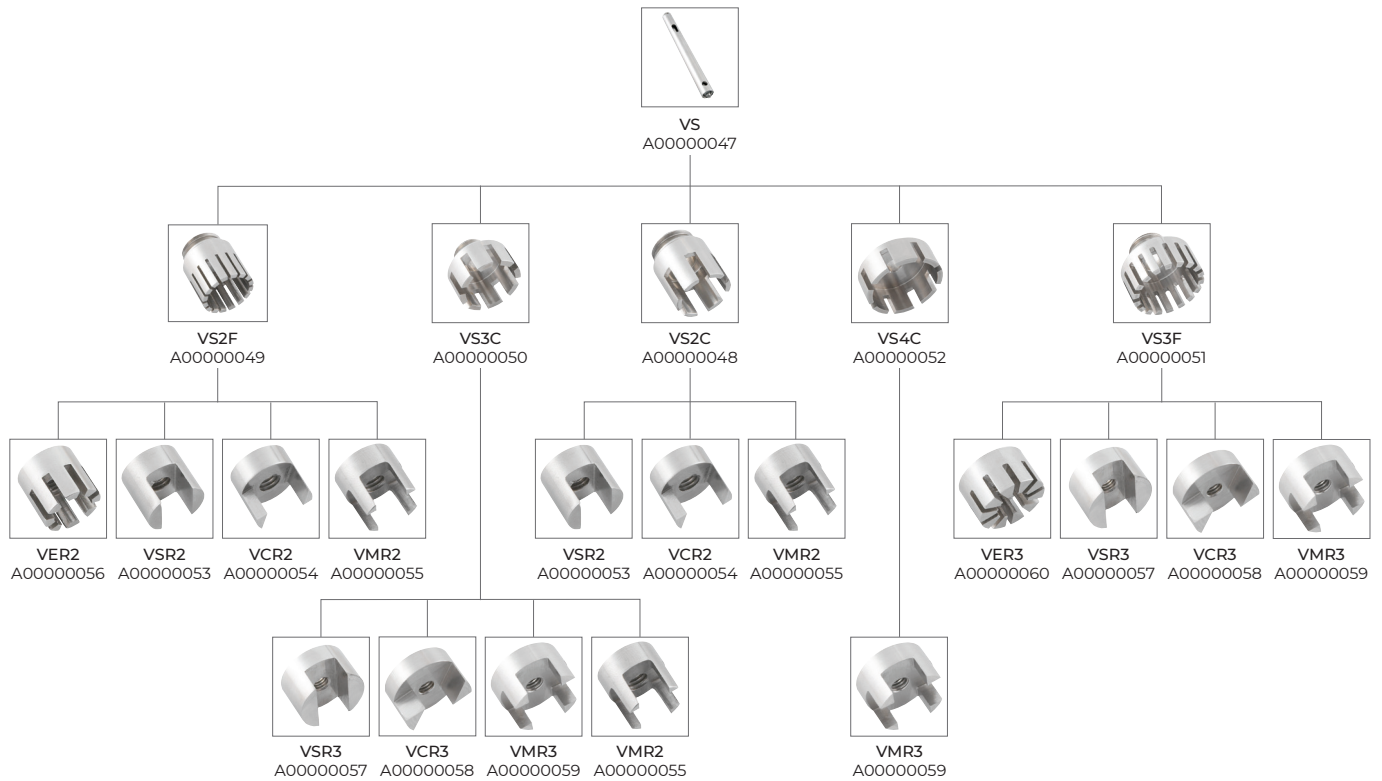 VS
A00000047
VS2F
A00000049
VS3C
A00000050
VS2C
A00000048
VS4C
A00000052
VS3F
A00000051
VER2
A00000056
VSR2
A00000053
VCR2
A00000054
VMR2
A00000055
VSR2
A00000053
VCR2
A00000054
VMR2
A00000055
VER3
A00000060
VSR3
A00000057
VCR3
A00000058
VMR3
A00000059
VSR3
A00000057
VCR3
A00000058
VMR3
A00000059
VMR2
A00000055
VMR3
A00000059